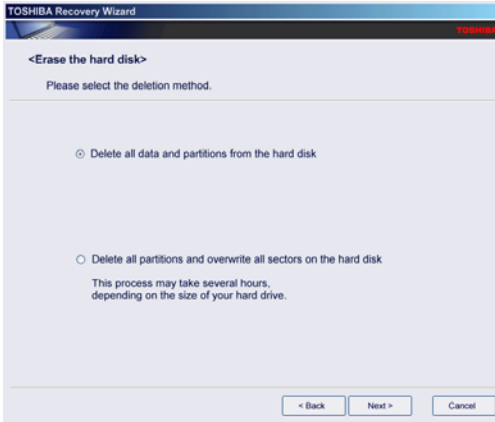 TOSHIBA Recovery Wizard
TOSHIBA
<Erase the hard disk>
Please select the deletion method.
Delete all data and partitions from the hard disk
Delete all partitions and overwrite all sectors on the hard disk
This process may take several hours,
depending on the size of your hard drive.
< Back Next > Cancel